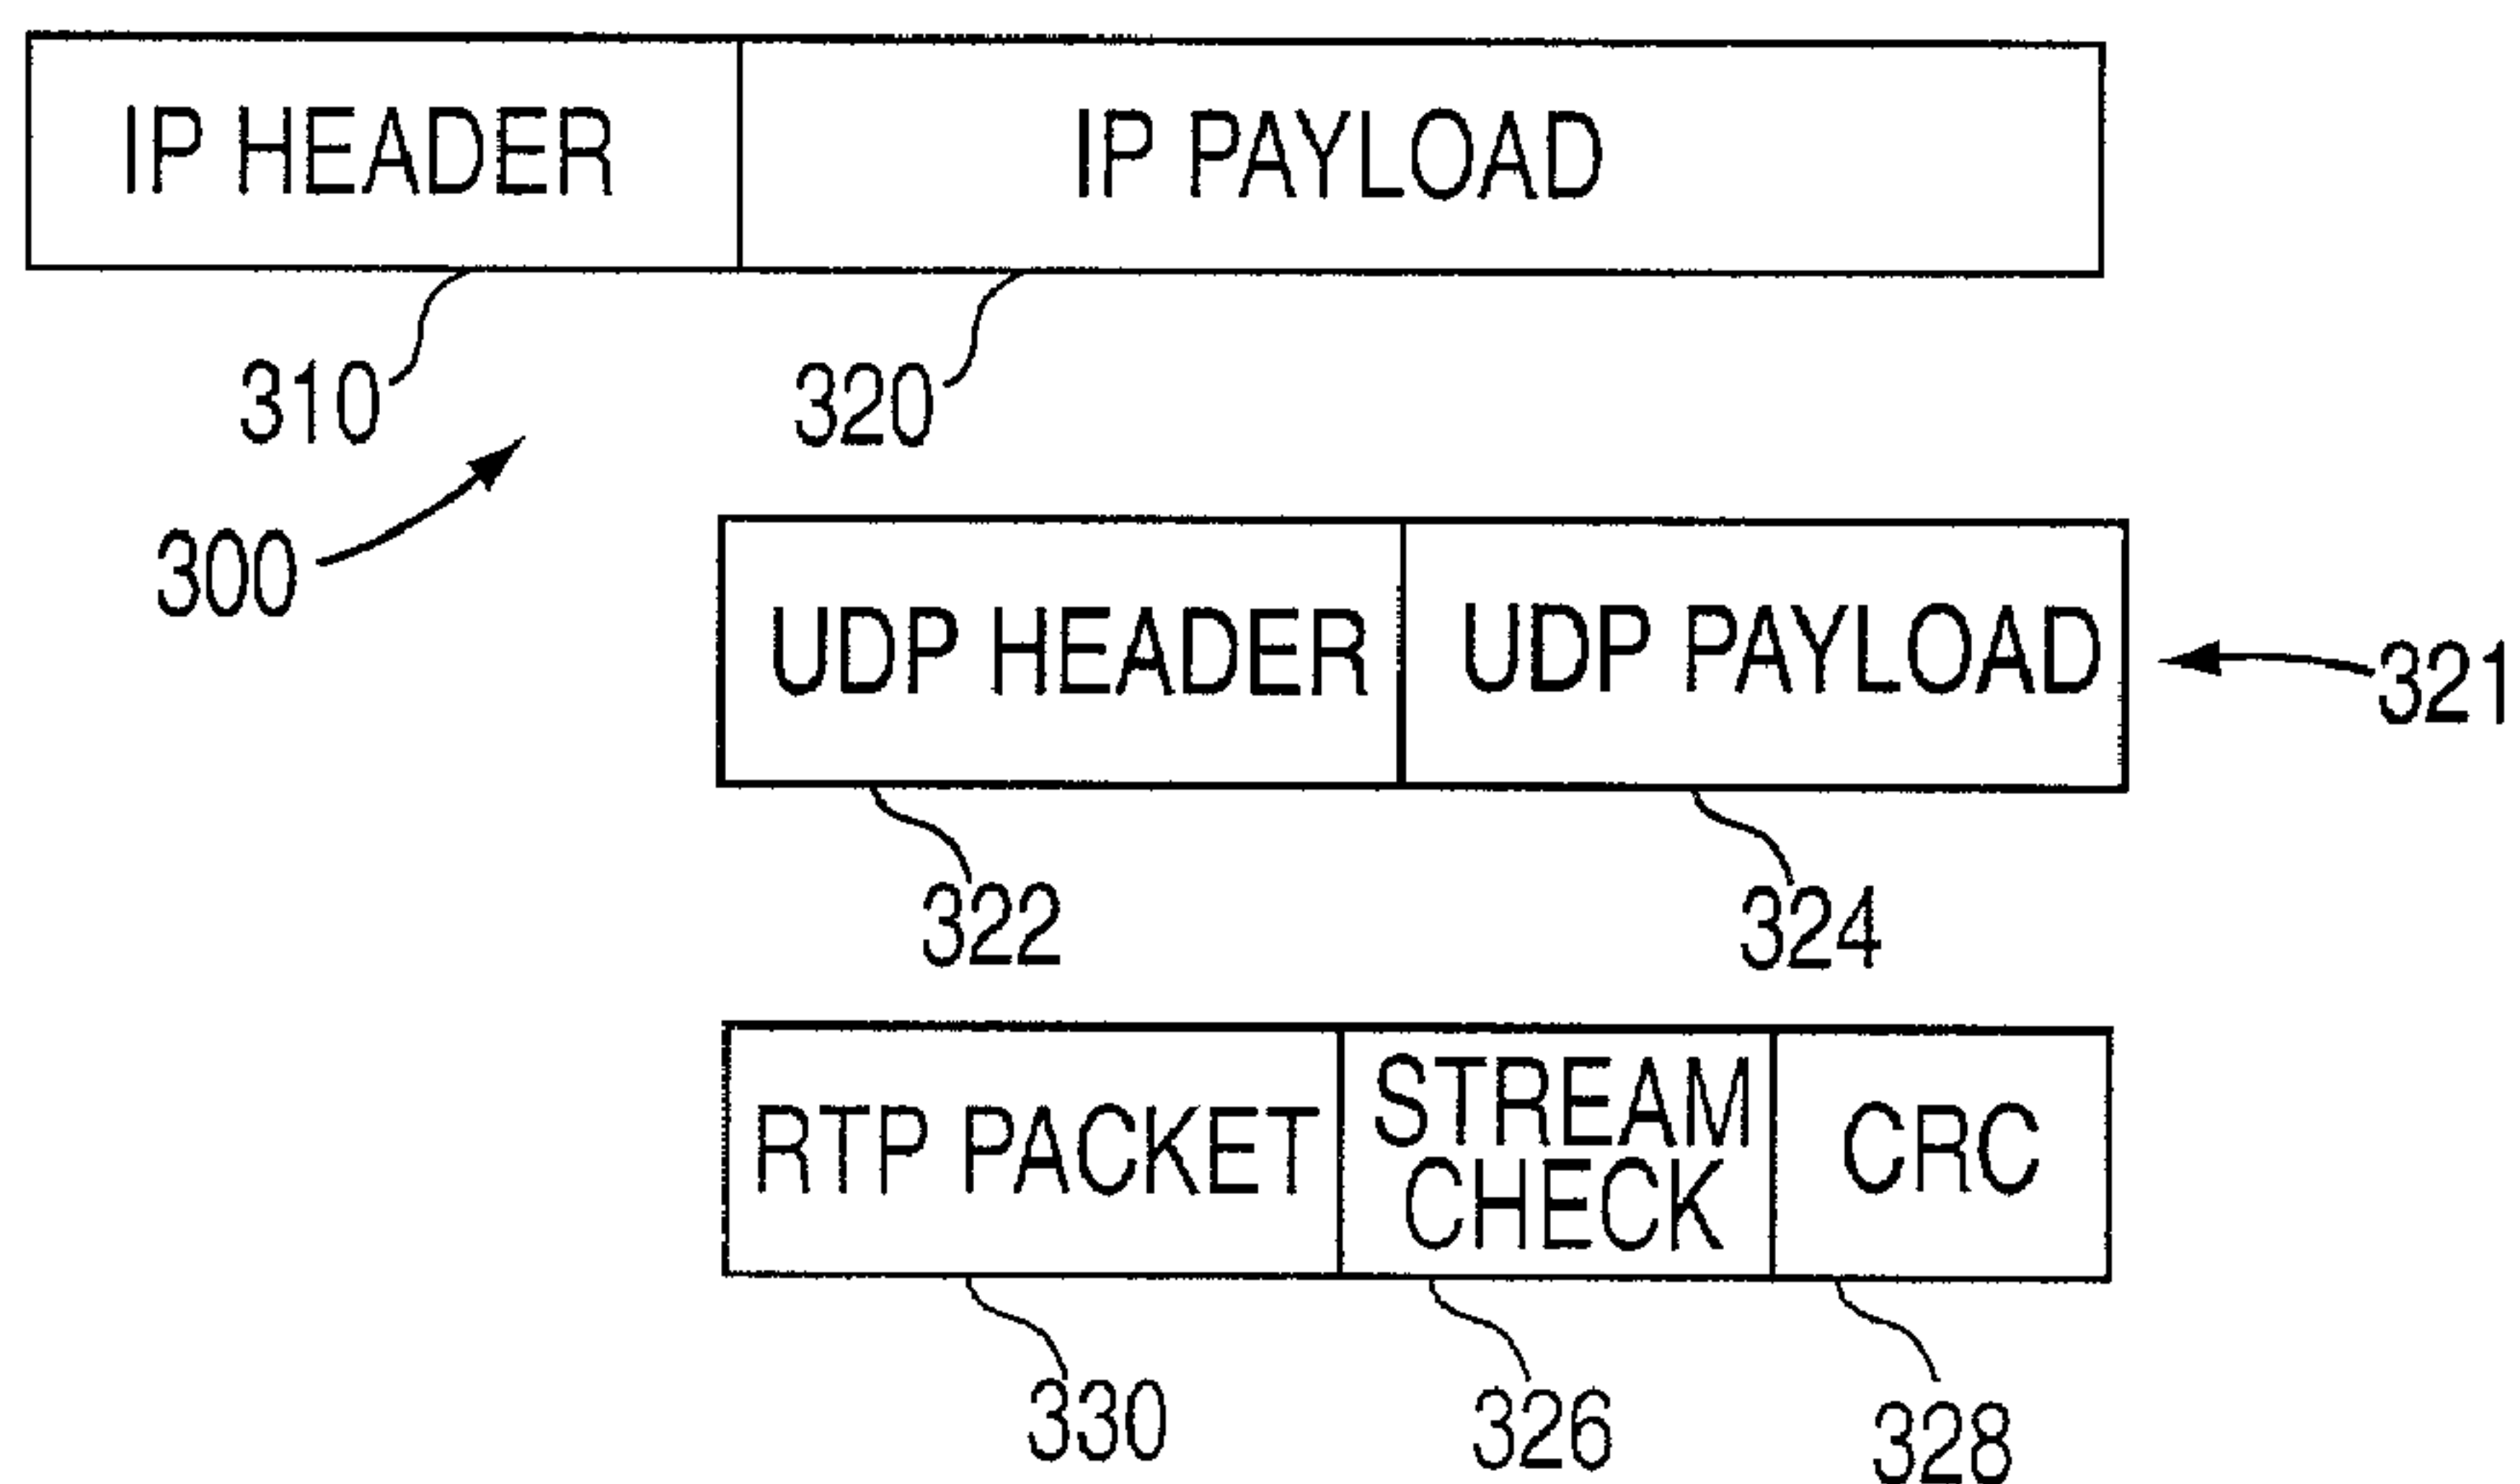 IP HEADER
IP PAYLOAD
310
320
300
UDP HEADER
UDP PAYLOAD
321
322
324
RTP PACKET
STREAM
CHECK
CRC
330
326
328